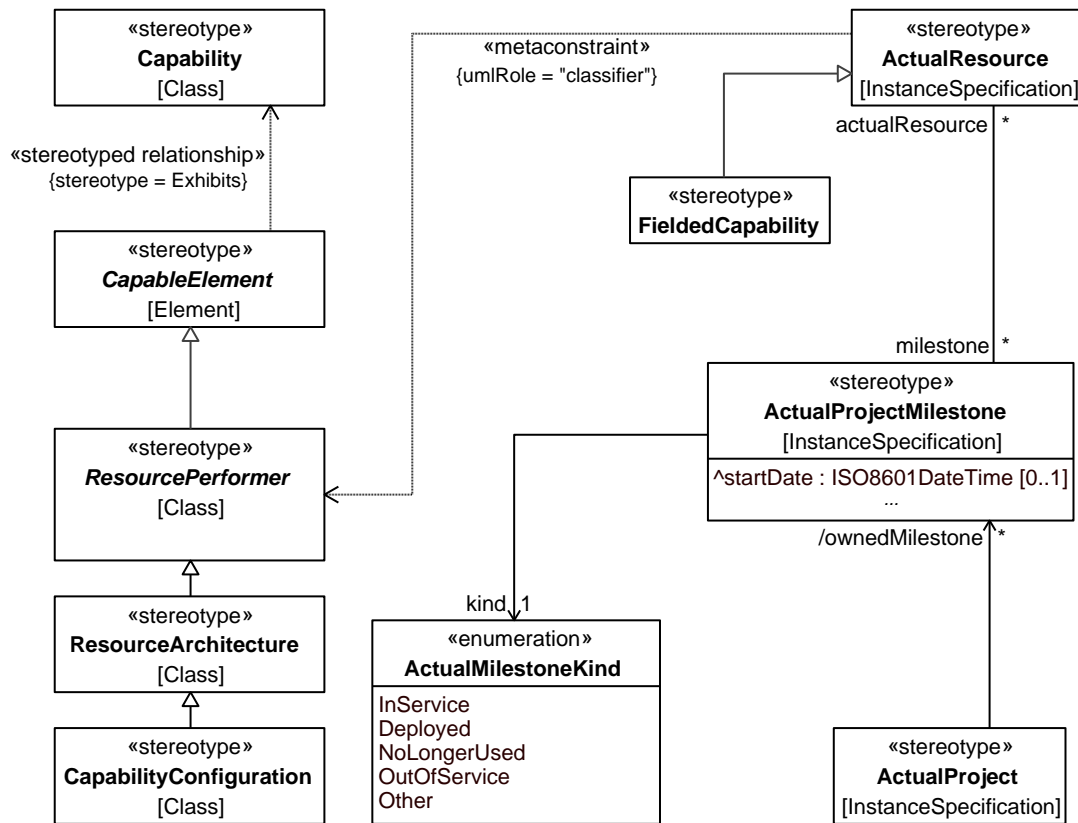 «stereotype»
Capability
[Class]
«metaconstraint»
{umlRole = "classifier"}
«stereotype»
ActualResource
[InstanceSpecification]
actualResource *
«stereotyped relationship»
{stereotype = Exhibits}
«stereotype»
FieldedCapability
«stereotype»
CapableElement
[Element]
milestone *
«stereotype»
ActualProjectMilestone
[InstanceSpecification]
^startDate : ISO8601DateTime [0..1]
...
«stereotype»
ResourcePerformer
[Class]
/ownedMilestone *
kind 1
«stereotype»
ResourceArchitecture
[Class]
«enumeration»
ActualMilestoneKind
InService
Deployed
NoLongerUsed
OutOfService
Other
«stereotype»
CapabilityConfiguration
[Class]
«stereotype»
ActualProject
[InstanceSpecification]